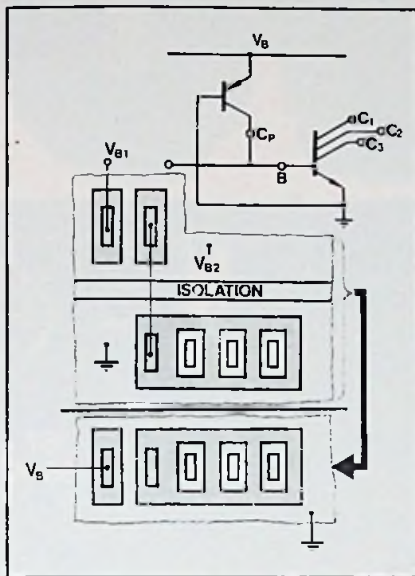 V_B
C_P
C_1
C_2
C_3
B
V_B1
V_B2
ISOLATION
V_B